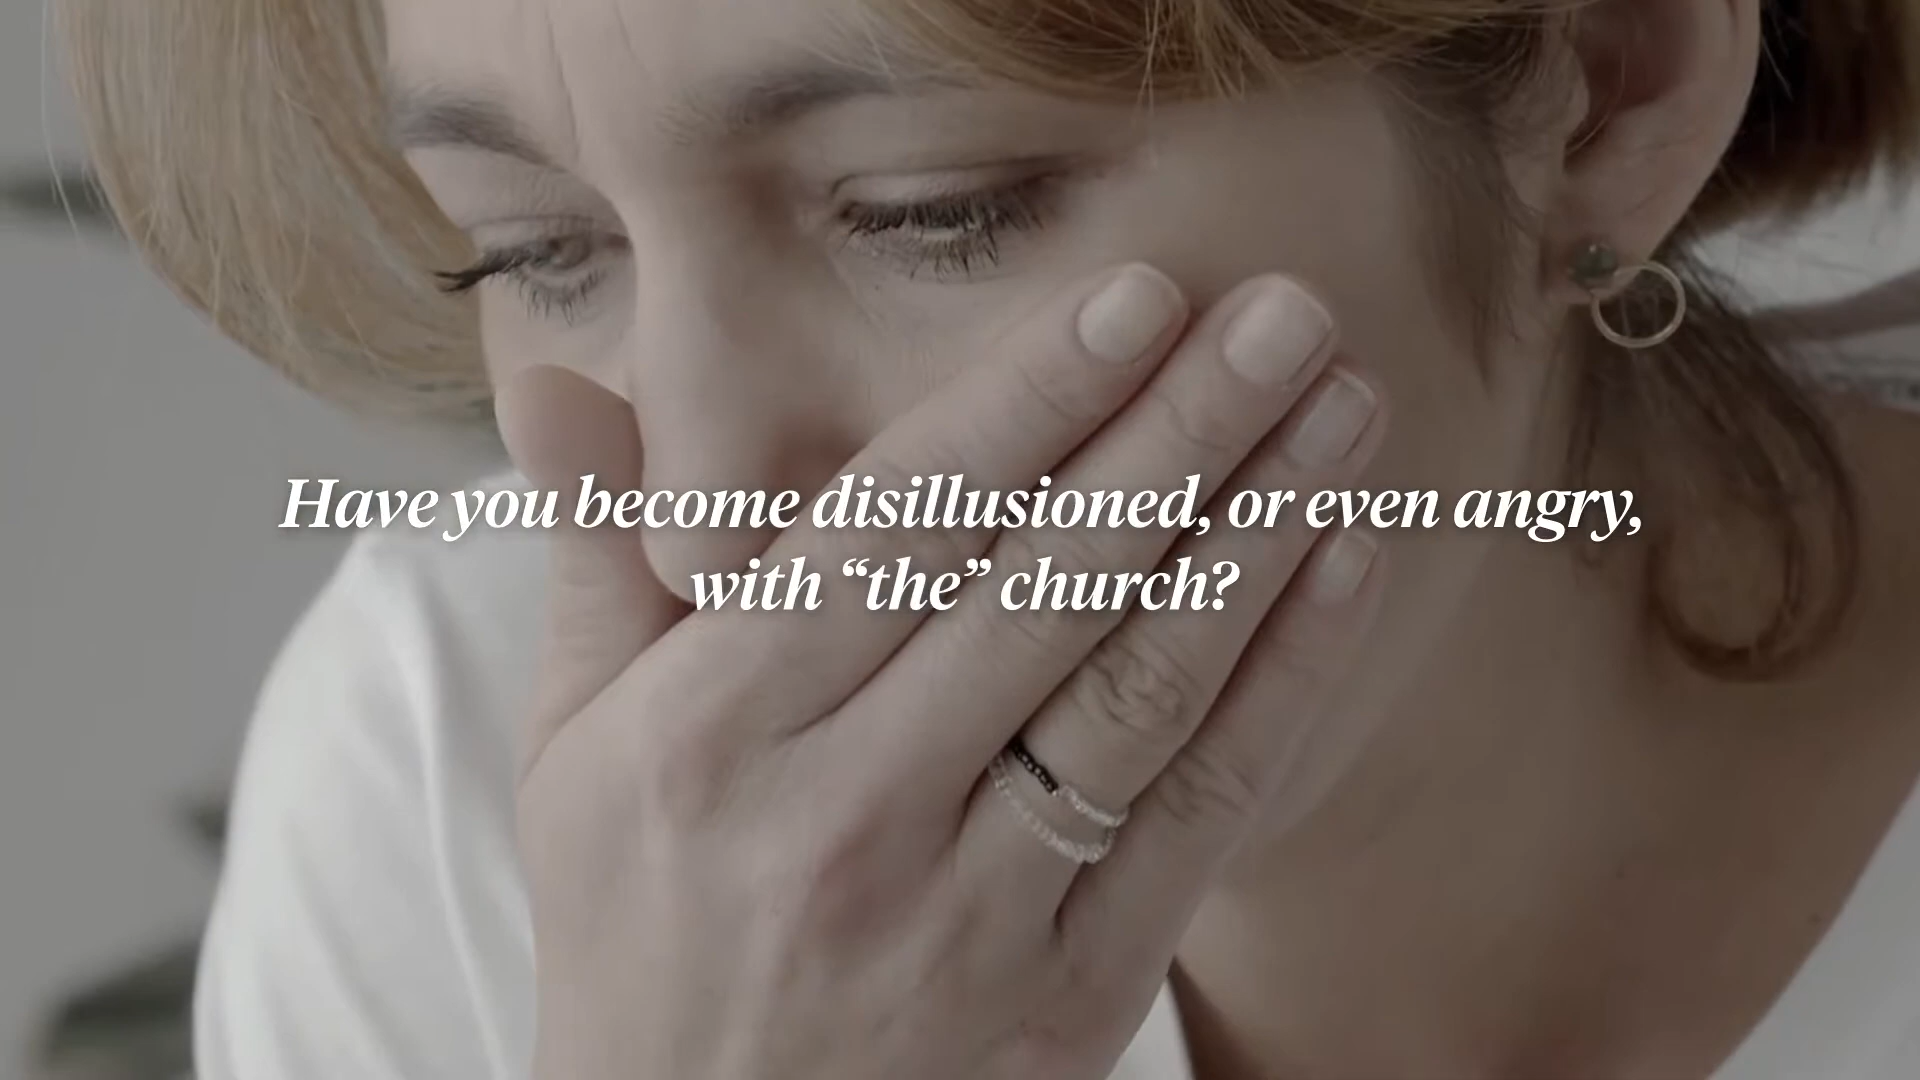 Have you become disillusioned, or even angry,
with “the” church?